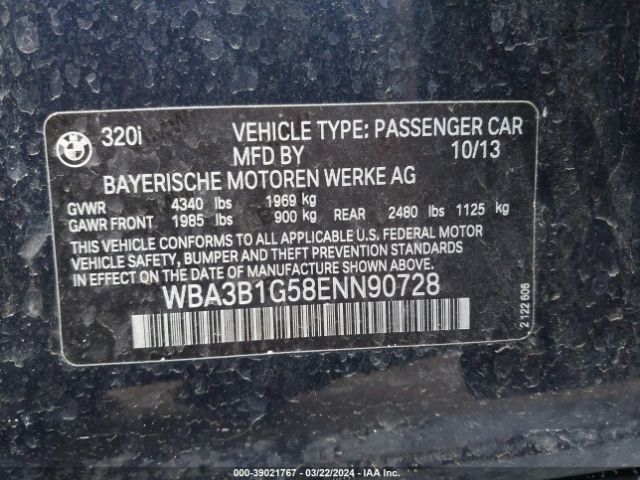 BMW
320i VEHICLE TYPE: PASSENGER CAR
MFD BY 10/13
BAYERISCHE MOTOREN WERKE AG
GVWR 4340 lbs 1969 kg
GAWR FRONT 1985 lbs 900 kg REAR 2480 lbs 1125 kg
THIS VEHICLE CONFORMS TO ALL APPLICABLE U.S. FEDERAL MOTOR
VEHICLE SAFETY, BUMPER AND THEFT PREVENTION STANDARDS
IN EFFECT ON THE DATE OF MANUFACTURE SHOWN ABOVE.
WBA3B1G58ENN90728
2 122 606
000-39021767 - 03/22/2024 - IAA Inc.